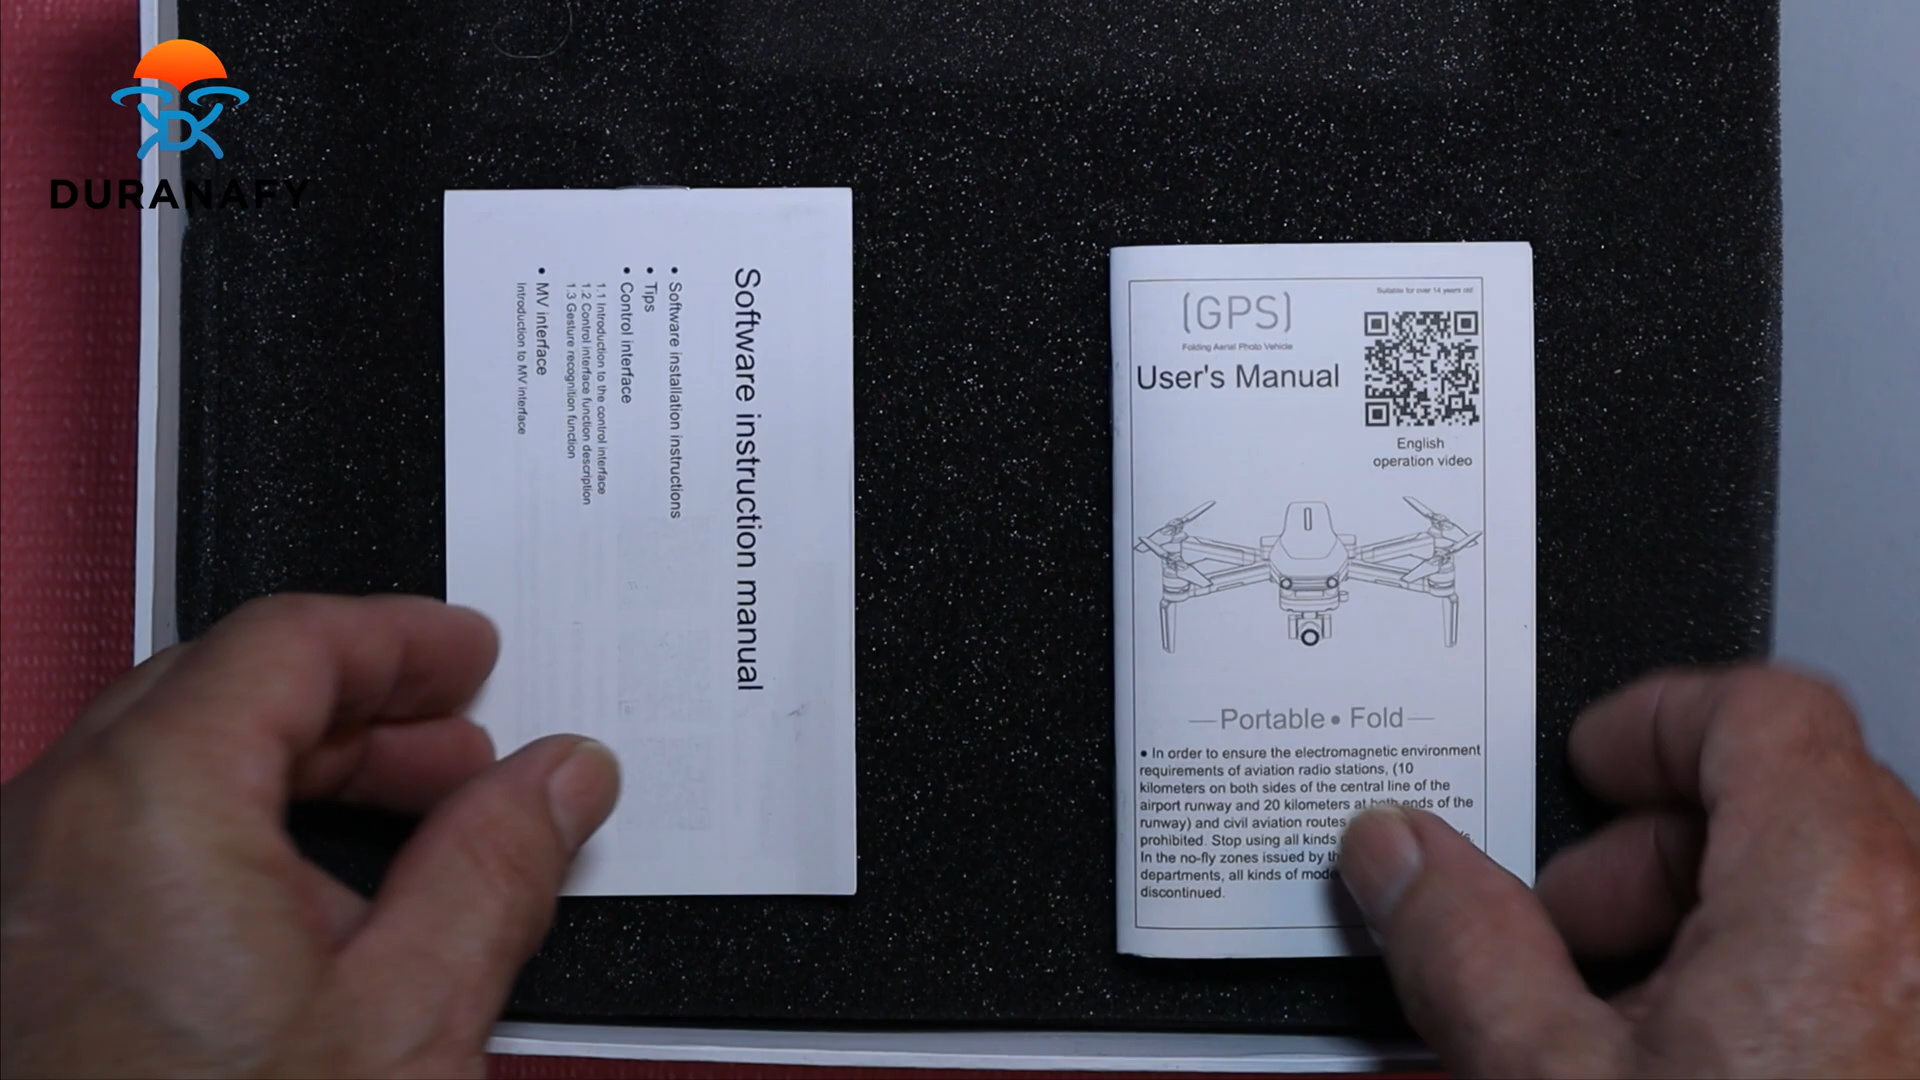 DURANAFY
Software instruction manual
• Software installation instructions
• Tips
• Control interface
1.1 Introduction to the control interface
1.2 Control interface function description
1.3 Gesture recognition function
• MV interface
Introduction to MV interface
Suitable for over 14 years old
(GPS)
Folding Aerial Photo Vehicle
User's Manual
English
operation video
—Portable • Fold—
• In order to ensure the electromagnetic environment
requirements of aviation radio stations, (10
kilometers on both sides of the central line of the
airport runway and 20 kilometers at both ends of the
runway) and civil aviation routes
prohibited. Stop using all kinds
In the no-fly zones issued by
departments, all kinds of
discontinued.